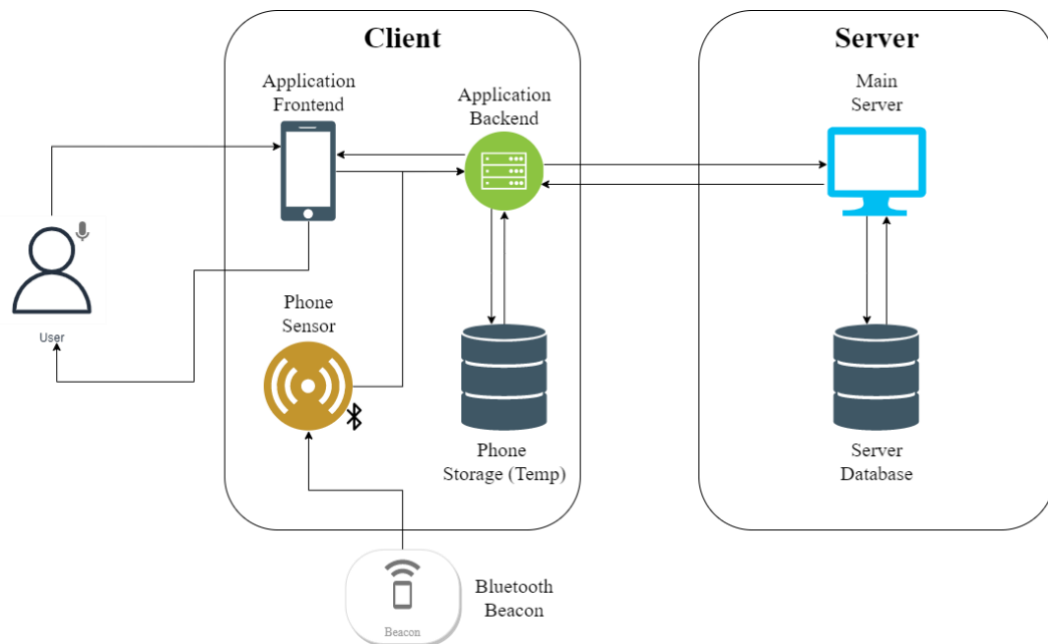 Client
Server
Application
Frontend
Application
Backend
Main
Server
User
Phone
Sensor
Phone
Storage (Temp)
Server
Database
Bluetooth
Beacon
Beacon